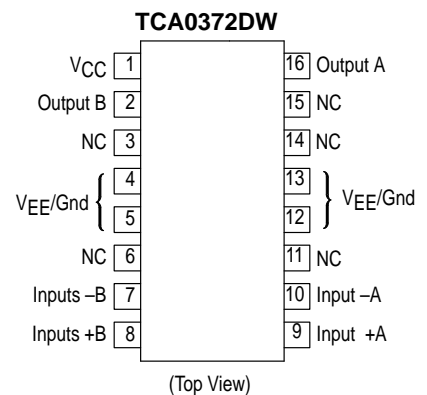 TCA0372DW
VCC 1 16 Output A
Output B 2 15 NC
NC 3 14 NC
4 13
VEE/Gnd { } VEE/Gnd
5 12
NC 6 11 NC
Inputs –B 7 10 Input –A
Inputs +B 8 9 Input +A
(Top View)